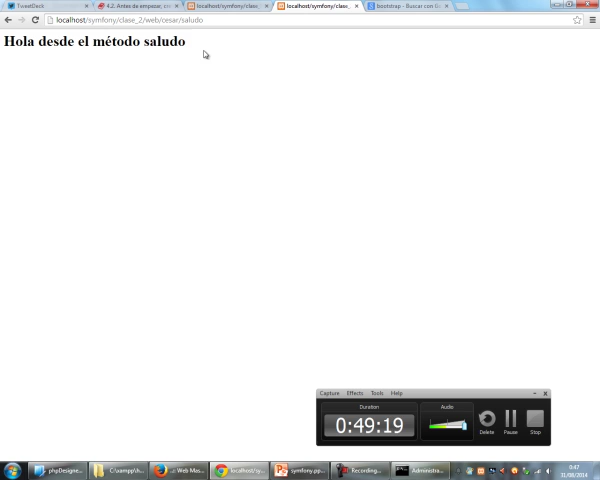 TweetDeck
4.2. Antes de empezar, un
localhost/symfony/clase_
localhost/symfony/clase_
bootstrap - Buscar con G
localhost/symfony/clase_2/web/cesar/saludo
Hola desde el método saludo
Capture Effects Tools Help
Duration
0:49:19
Audio
Delete
Pause
Stop
phpDesigne...
C:\xampp\h...
Web Mas...
localhost/sy...
symfony.pp...
Recording...
Administra...
0:47
31/08/2014